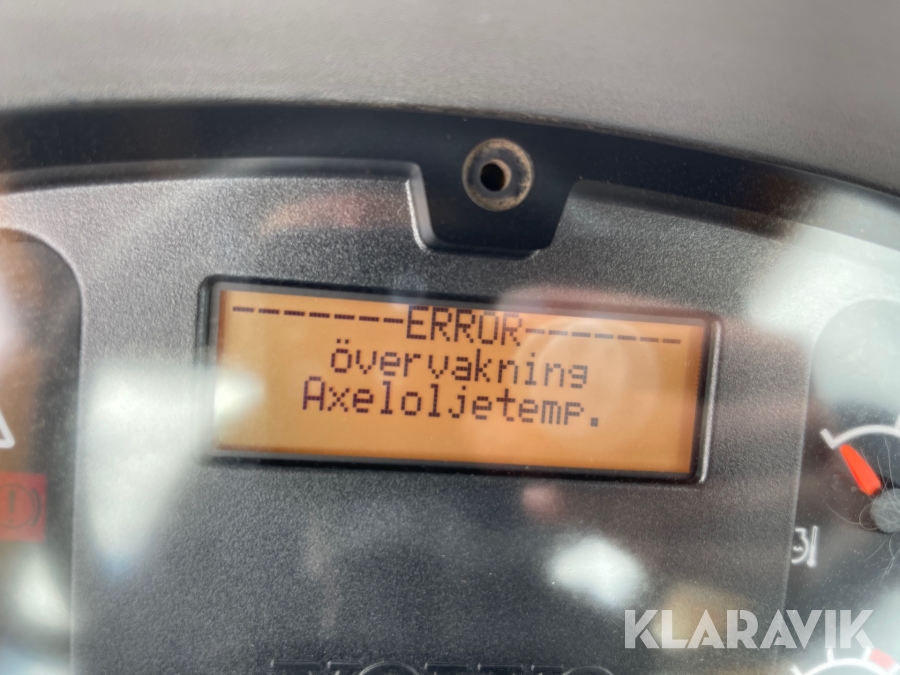 -------ERROR-------
övervakning
Axeloljetemp.
KLARAVIK